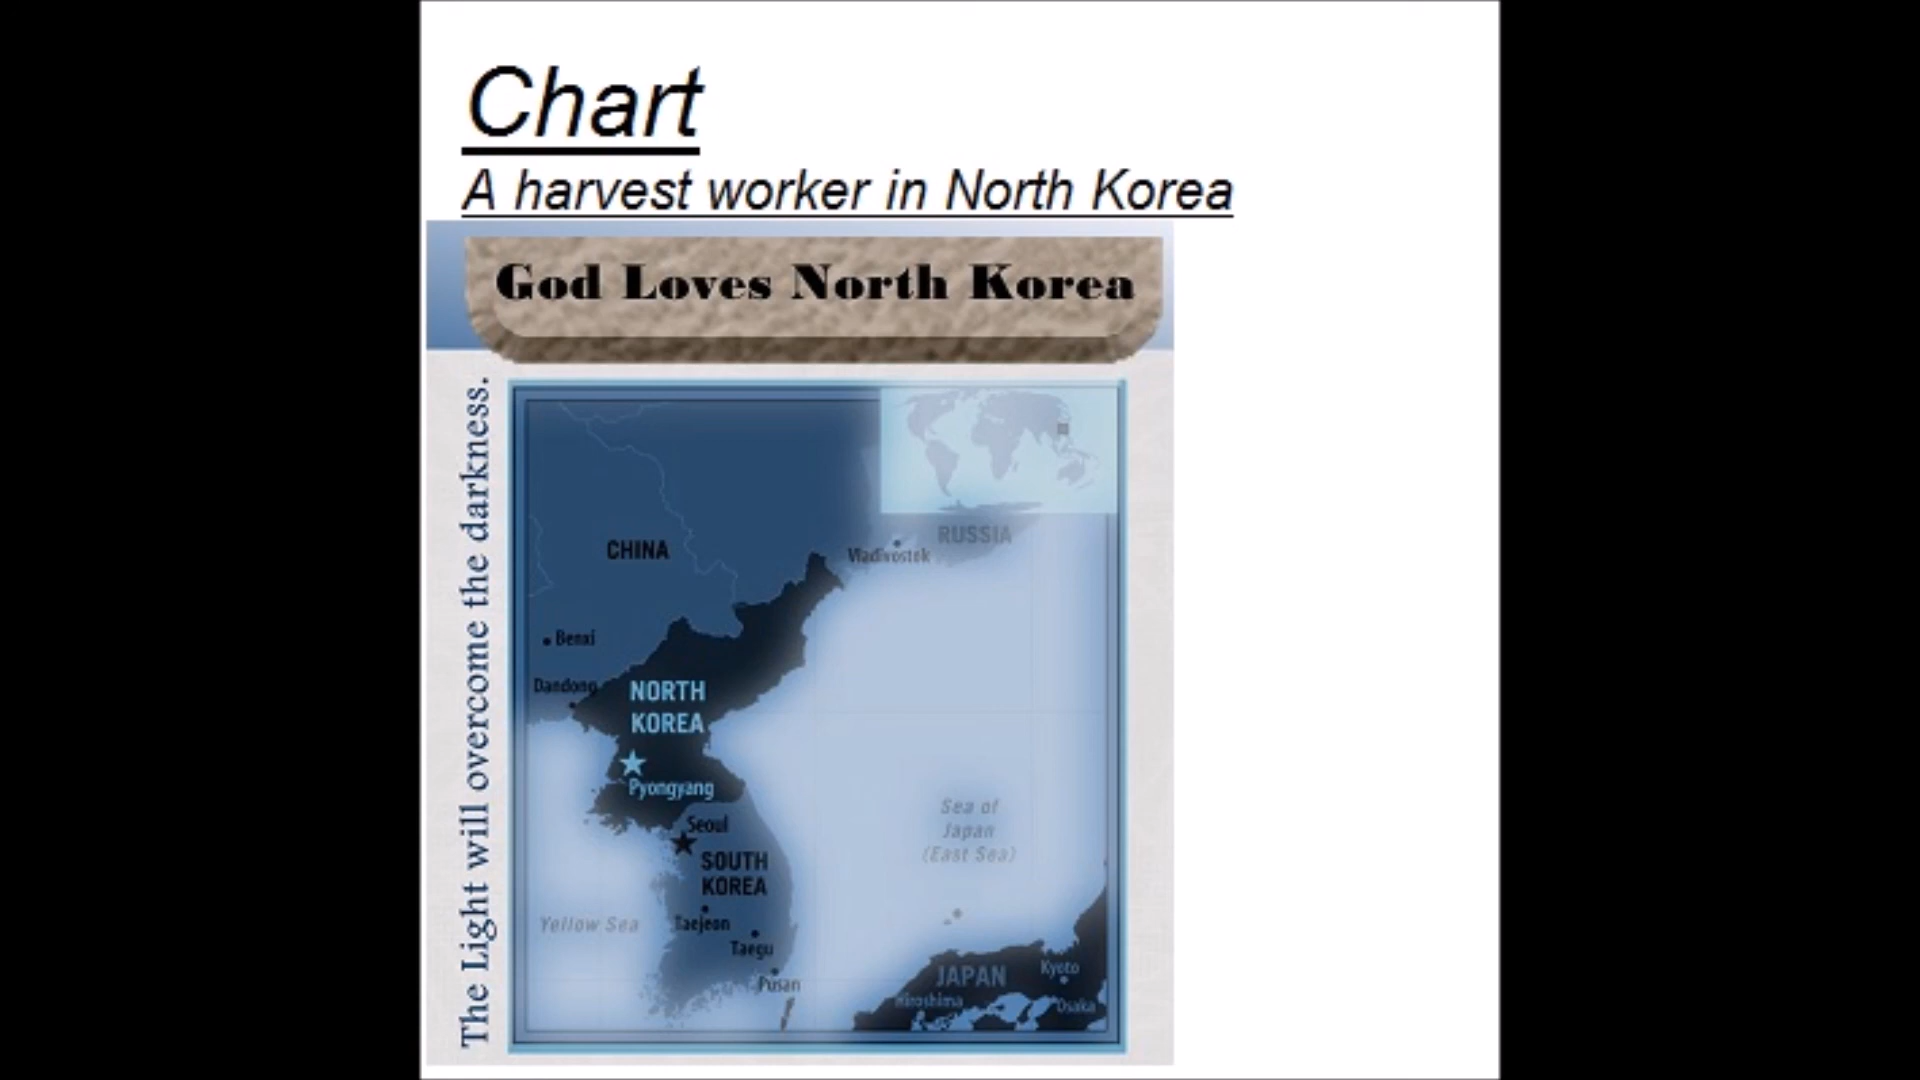 Chart
A harvest worker in North Korea
God Loves North Korea
The Light will overcome the darkness.
RUSSIA
Vladivostok
CHINA
Benxi
Dandong
NORTH
KOREA
Pyongyang
Seoul
SOUTH
KOREA
Sea of
Japan
(East Sea)
Yellow Sea
Taejeon
Taegu
Pusan
JAPAN
Kyoto
Hiroshima
Osaka